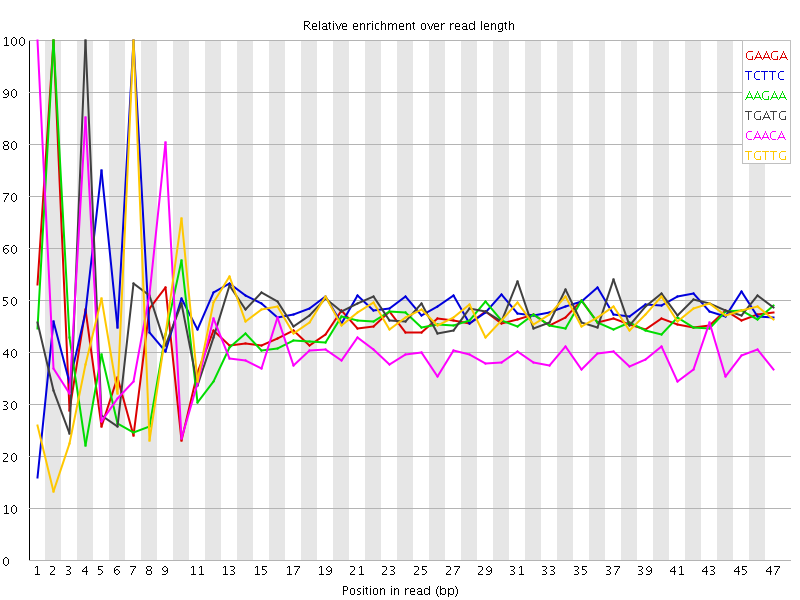 Relative enrichment over read length
100
90
80
70
60
50
40
30
20
10
0
GAAGA
TCTTC
AAGAA
TGATG
CAACA
TGTTG
1 2 3 4 5 6 7 8 9 11 13 15 17 19 21 23 25 27 29 31 33 35 37 39 41 43 45 47
Position in read (bp)